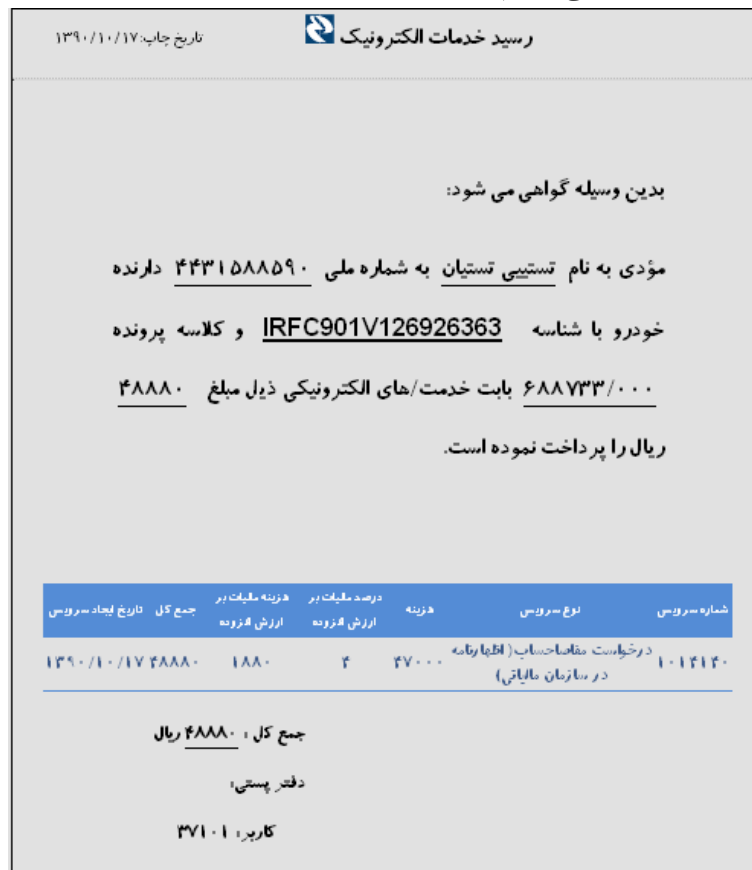 رسید خدمات الکترونیک
تاریخ چاپ:۱۳۹۰/۱۰/۱۷
بدین وسیله گواهی می شود:
مؤدی به نام تستیی تستیان به شماره ملی ۴۴۳۱۵۸۸۵۹۰ دارنده
خودرو با شناسه IRFC901V126926363 و کلاسه پرونده
۶۸۸۷۳۳/۰۰۰ بابت خدمت/های الکترونیکی ذیل مبلغ ۴۸۸۸۰
ریال را پرداخت نموده است.
شماره سرویس نوع سرویس هزینه درصد مالیات بر ارزش افزوده هزینه مالیات بر ارزش افزوده جمع کل تاریخ ایجاد سرویس
۱۰۱۴۱۴۰ درخواست مفاصاحساب( اظهارنامه در سازمان مالیاتی) ۴۷۰۰۰ ۴ ۱۸۸۰ ۴۸۸۸۰ ۱۳۹۰/۱۰/۱۷
جمع کل : ۴۸۸۸۰ ریال
دفتر پستی:
کاربر: ۳۷۱۰۱